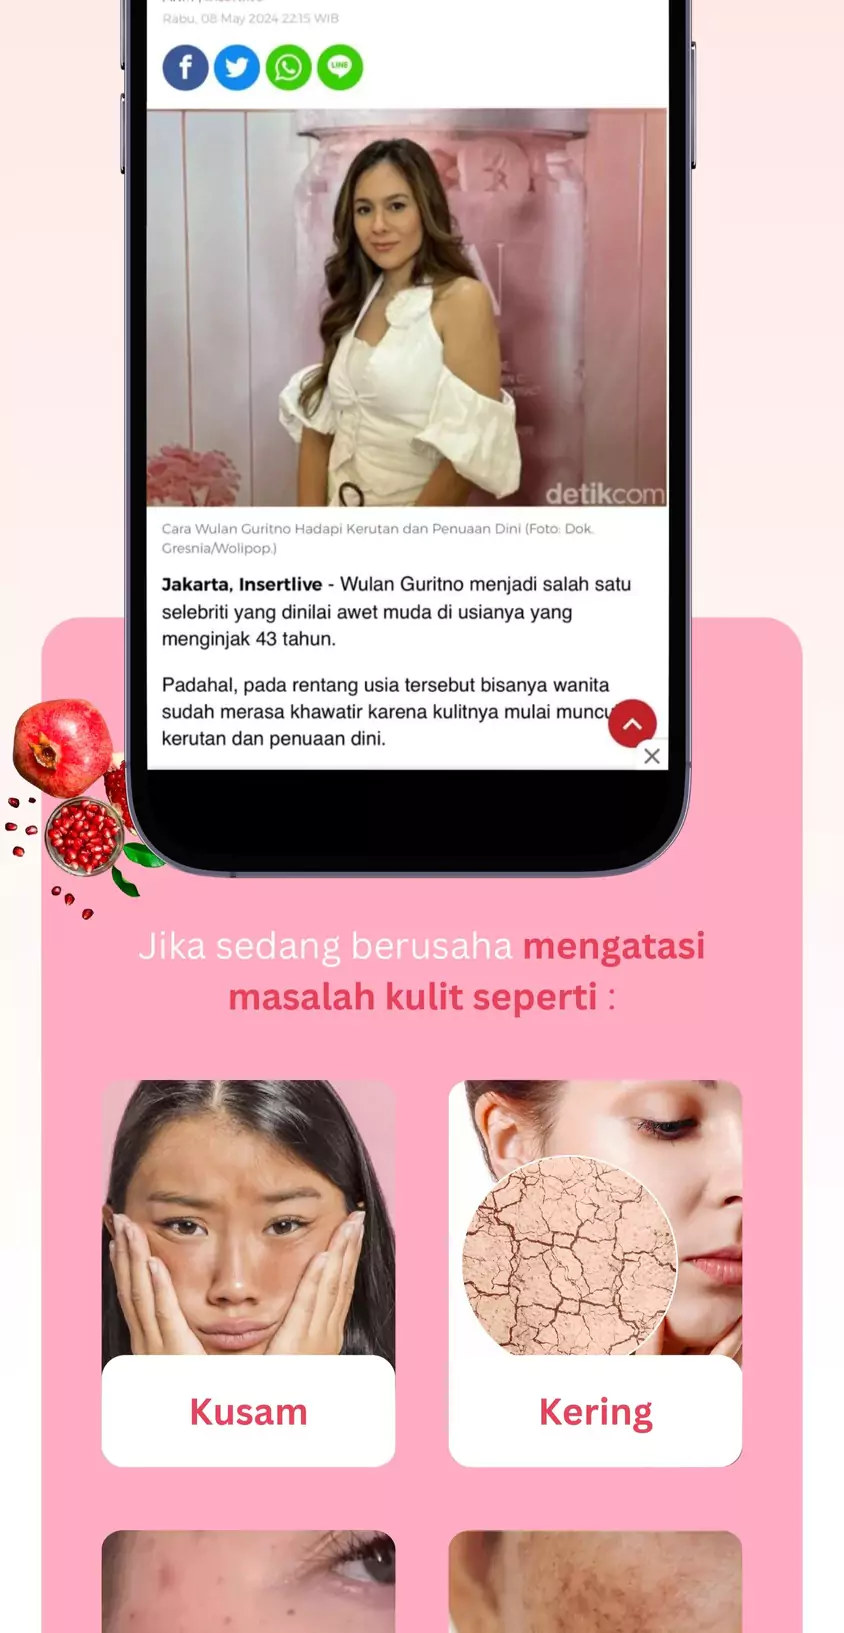 Rabu, 08 May 2024 22:15 WIB
LINE
AI
detikcom
Cara Wulan Guritno Hadapi Kerutan dan Penuaan Dini (Foto: Dok.
Gresnia/Wolipop.)
Jakarta, Insertlive - Wulan Guritno menjadi salah satu
selebriti yang dinilai awet muda di usianya yang
menginjak 43 tahun.
Padahal, pada rentang usia tersebut bisanya wanita
sudah merasa khawatir karena kulitnya mulai muncu
kerutan dan penuaan dini.
Jika sedang berusaha mengatasi
masalah kulit seperti :
Kusam
Kering